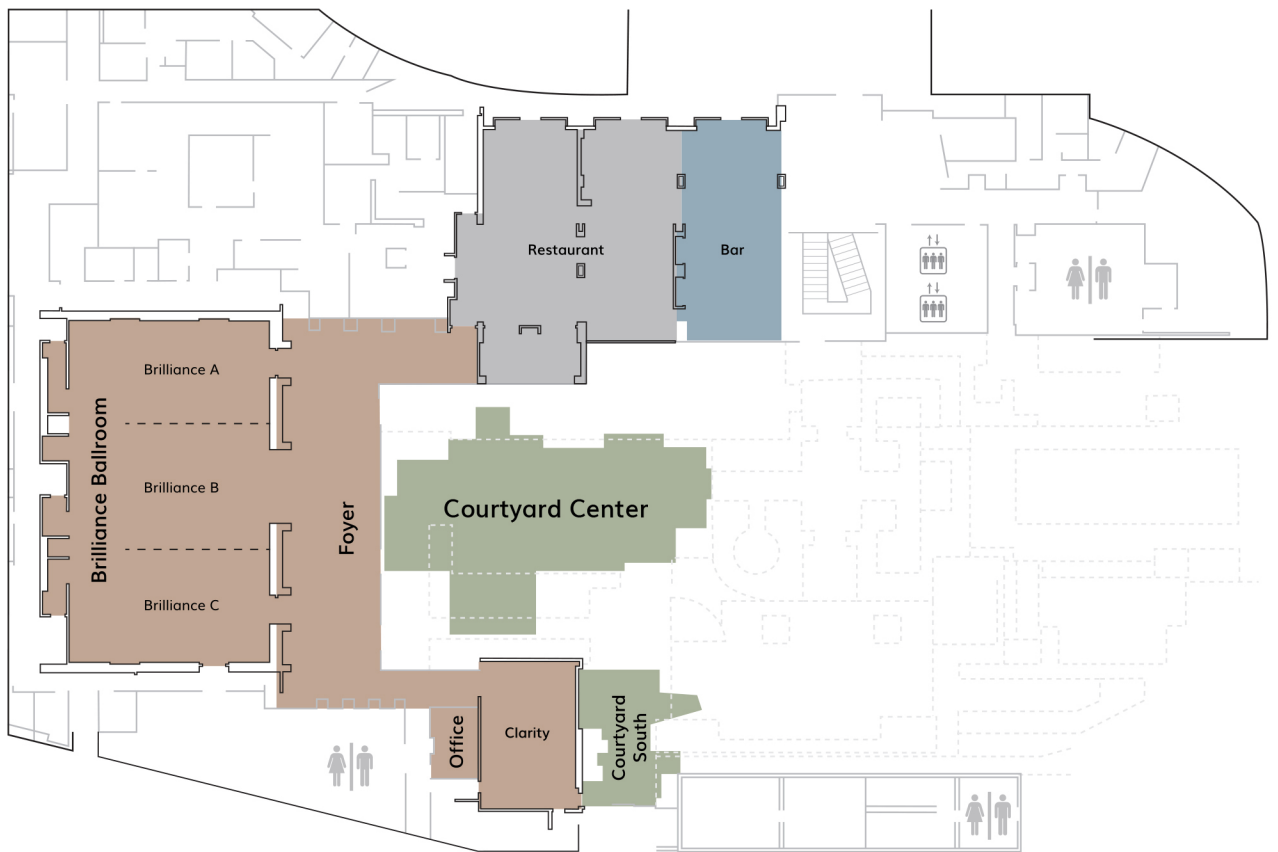 Restaurant
Bar
Brilliance A
Brilliance Ballroom
Brilliance B
Brilliance C
Foyer
Courtyard Center
Office
Clarity
Courtyard
South